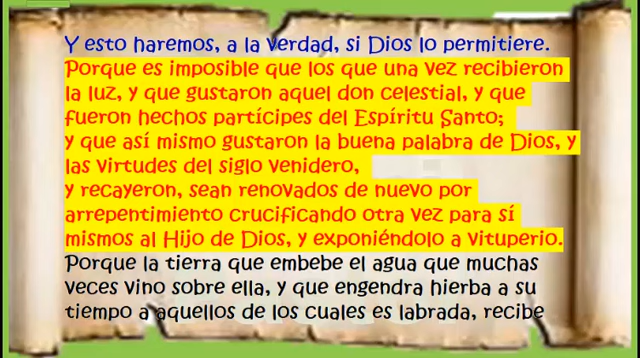 Y esto haremos, a la verdad, si Dios lo permitiere.
Porque es imposible que los que una vez recibieron
la luz, y que gustaron aquel don celestial, y que
fueron hechos partícipes del Espíritu Santo;
y que así mismo gustaron la buena palabra de Dios, y
las virtudes del siglo venidero,
y recayeron, sean renovados de nuevo por
arrepentimiento crucificando otra vez para sí
mismos al Hijo de Dios, y exponiéndolo a vituperio.
Porque la tierra que embebe el agua que muchas
veces vino sobre ella, y que engendra hierba a su
tiempo a aquellos de los cuales es labrada, recibe